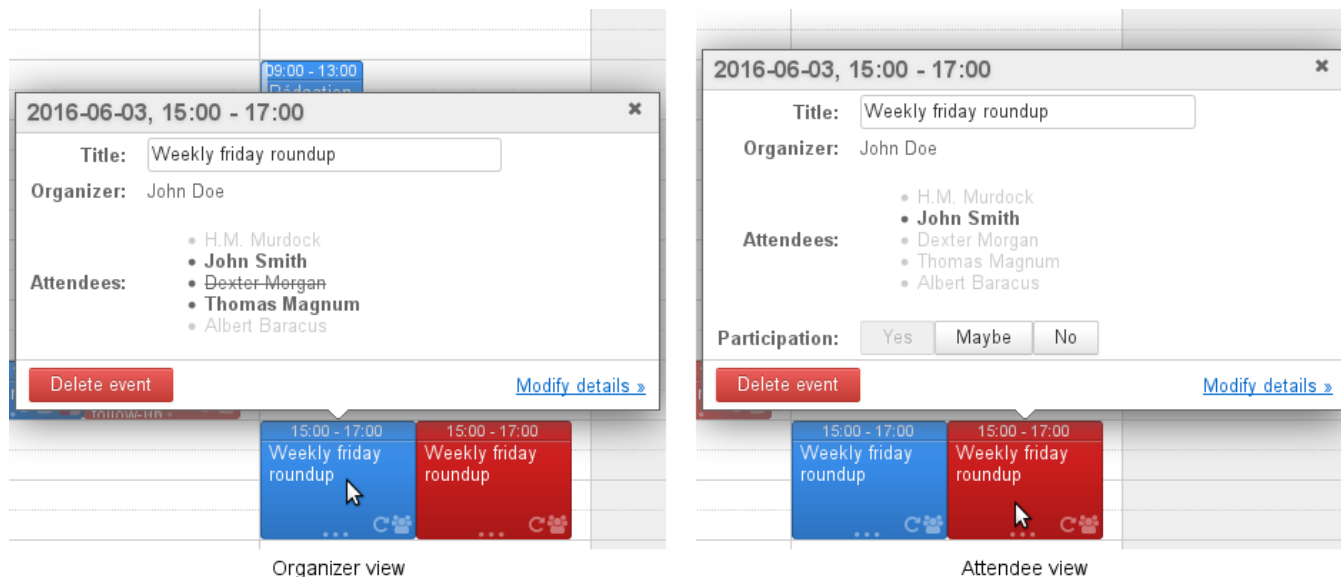 09:00 - 13:00
Rédaction
2016-06-03, 15:00 - 17:00
Title: Weekly friday roundup
Organizer: John Doe
Attendees:
• H.M. Murdock
• John Smith
• Dexter Morgan
• Thomas Magnum
• Albert Baracus
Delete event
Modify details »
follow-up
15:00 - 17:00
Weekly friday
roundup
15:00 - 17:00
Weekly friday
roundup
Organizer view
2016-06-03, 15:00 - 17:00
Title: Weekly friday roundup
Organizer: John Doe
Attendees:
• H.M. Murdock
• John Smith
• Dexter Morgan
• Thomas Magnum
• Albert Baracus
Participation: Yes Maybe No
Delete event
Modify details »
15:00 - 17:00
Weekly friday
roundup
15:00 - 17:00
Weekly friday
roundup
Attendee view